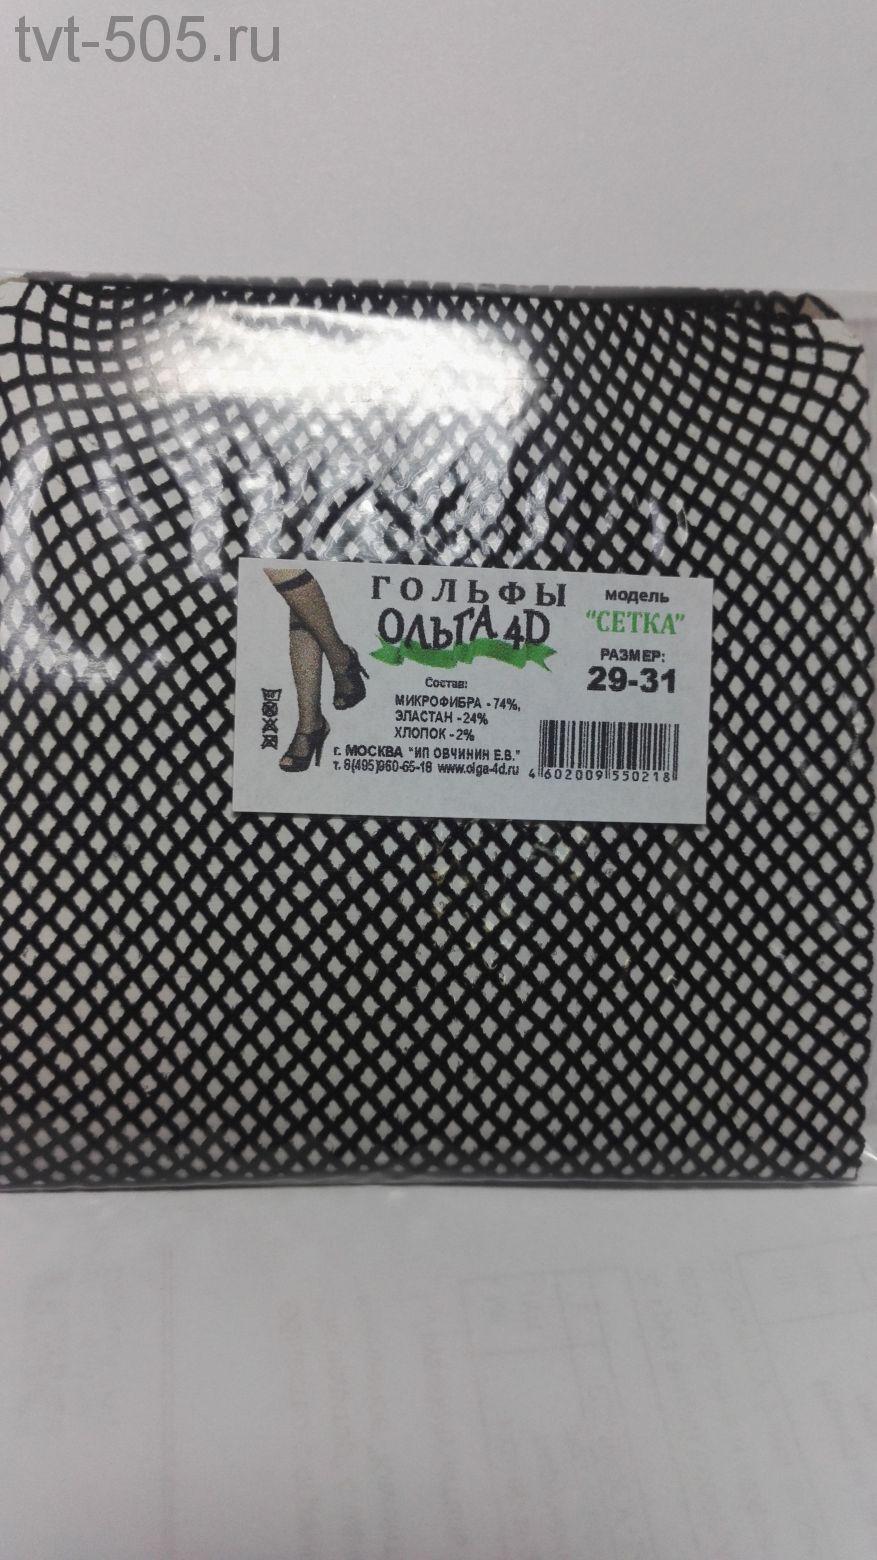 tvt-505.ru
ГОЛЬФЫ
ОЛЬГА 4D
модель
"СЕТКА"
РАЗМЕР:
29-31
Состав:
МИКРОФИБРА - 74%,
ЭЛАСТАН - 24%
ХЛОПОК - 2%
г. МОСКВА "ИП ОВЧИНИН Е.В."
т. 8(495)960-65-18 www.olga-4d.ru
4 602009 550218